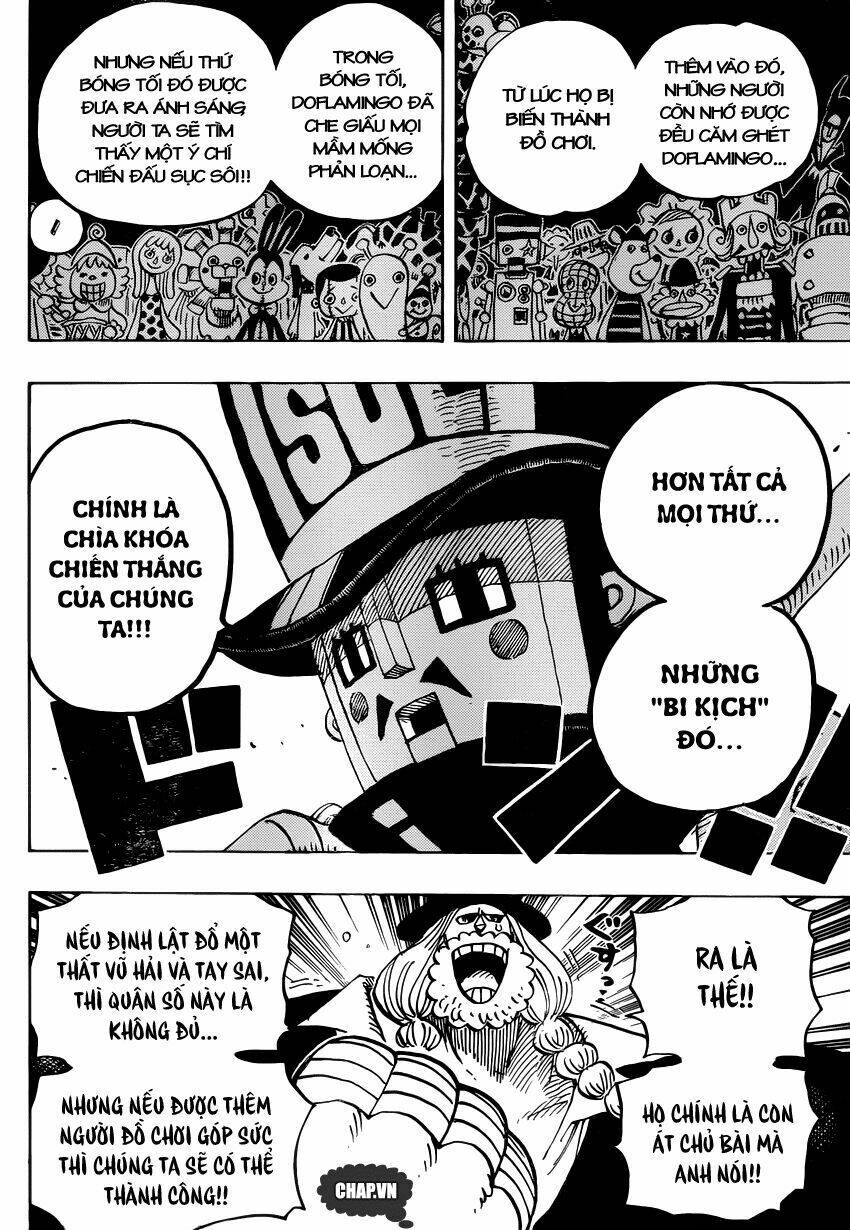 THÊM VÀO ĐÓ,
NHỮNG NGƯỜI
CÒN NHỚ ĐƯỢC
ĐỀU CĂM GHÉT
DOFLAMINGO...
TỪ LÚC HỌ BỊ
BIẾN THÀNH
ĐỒ CHƠI.
TRONG
BÓNG TỐI,
DOFLAMINGO ĐÃ
CHE GIẤU MỌI
MẦM MỐNG
PHẢN LOẠN...
NHƯNG NẾU THỨ
BÓNG TỐI ĐÓ ĐƯỢC
ĐƯA RA ÁNH SÁNG,
NGƯỜI TA SẼ TÌM
THẤY MỘT Ý CHÍ
CHIẾN ĐẤU SỤC SÔI!!
!
HƠN TẤT CẢ
MỌI THỨ...
NHỮNG
"BI KỊCH"
ĐÓ...
CHÍNH LÀ
CHÌA KHÓA
CHIẾN THẮNG
CỦA CHÚNG
TA!!!
ド
RA LÀ
THẾ!!
HỌ CHÍNH LÀ CON
ÁT CHỦ BÀI MÀ
ANH NÓI!!
NẾU ĐỊNH LẬT ĐỔ MỘT
THẤT VŨ HẢI VÀ TAY SAI,
THÌ QUÂN SỐ NÀY LÀ
KHÔNG ĐỦ...
NHƯNG NẾU ĐƯỢC THÊM
NGƯỜI ĐỒ CHƠI GÓP SỨC
THÌ CHÚNG TA SẼ CÓ THỂ
THÀNH CÔNG!!
CHAP.VN